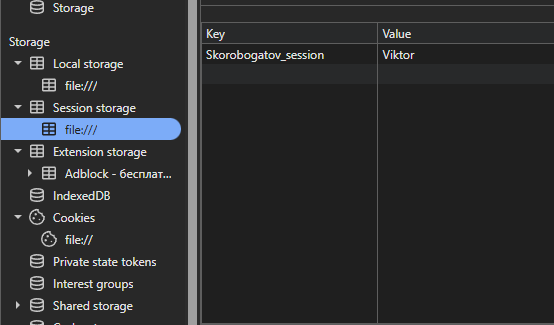 Storage
Storage
Local storage
file:///
Session storage
file:///
Extension storage
Adblock - бесплат...
IndexedDB
Cookies
file://
Private state tokens
Interest groups
Shared storage
Key Value
Skorobogatov_session Viktor